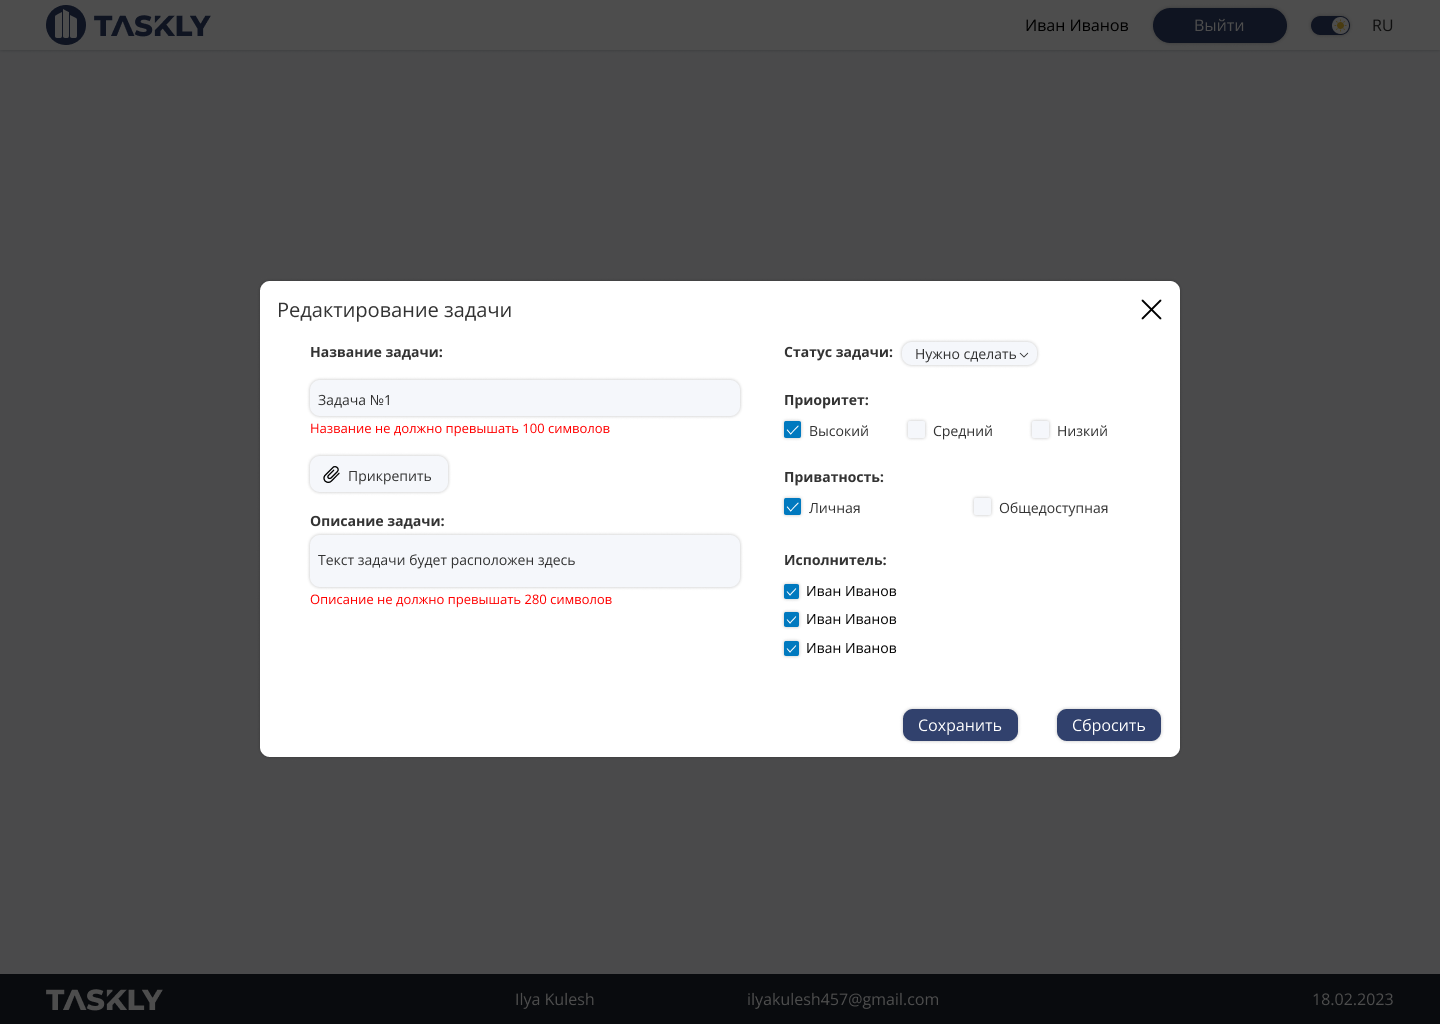 TASKLY
Иван Иванов
Выйти
RU
Редактирование задачи
Название задачи:
Задача №1
Название не должно превышать 100 символов
Прикрепить
Описание задачи:
Текст задачи будет расположен здесь
Описание не должно превышать 280 символов
Статус задачи: Нужно сделать
Приоритет:
Высокий Средний Низкий
Приватность:
Личная Общедоступная
Исполнитель:
Иван Иванов
Иван Иванов
Иван Иванов
Сохранить Сбросить
TASKLY
Ilya Kulesh
ilyakulesh457@gmail.com
18.02.2023